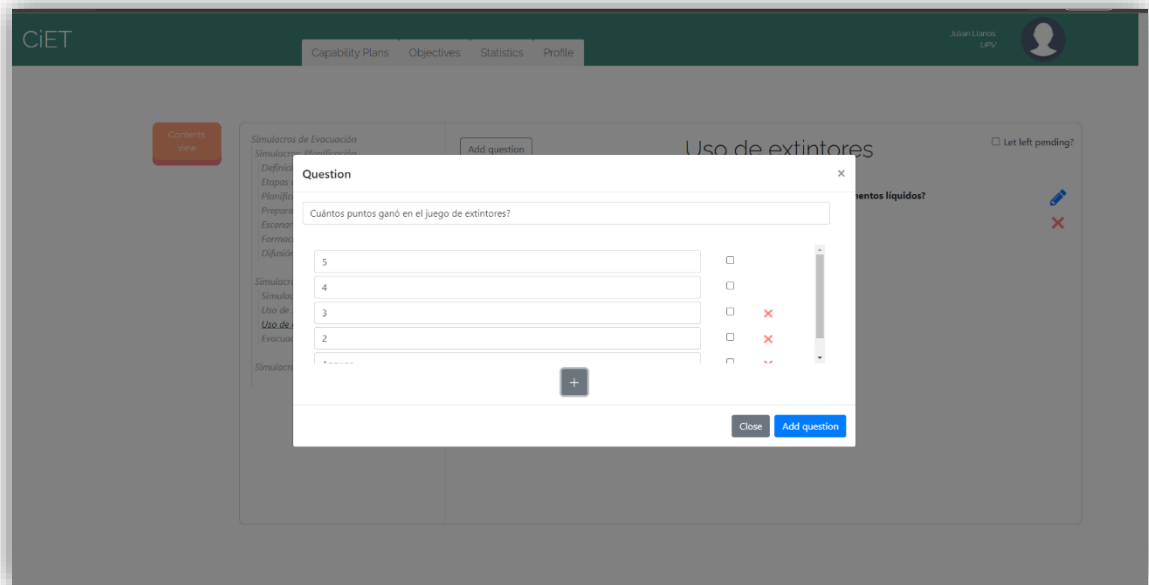 CiET
Capability Plans Objectives Statistics Profile
Julian Llanos
UPV
Contents
view
Simulacros de Evacuación
Simulacros: Planificación
Add question
Uso de extintores
Let left pending?
Question
×
Cuántos puntos ganó en el juego de extintores?
5
4
3
2
+
Close
Add question
Definici
Etapas
Planific
Prepara
Escenar
Formac
Difusión
Simulacr
Simulac
Uso de
Uso de
Evacuac
Simulacr
mentos líquidos?